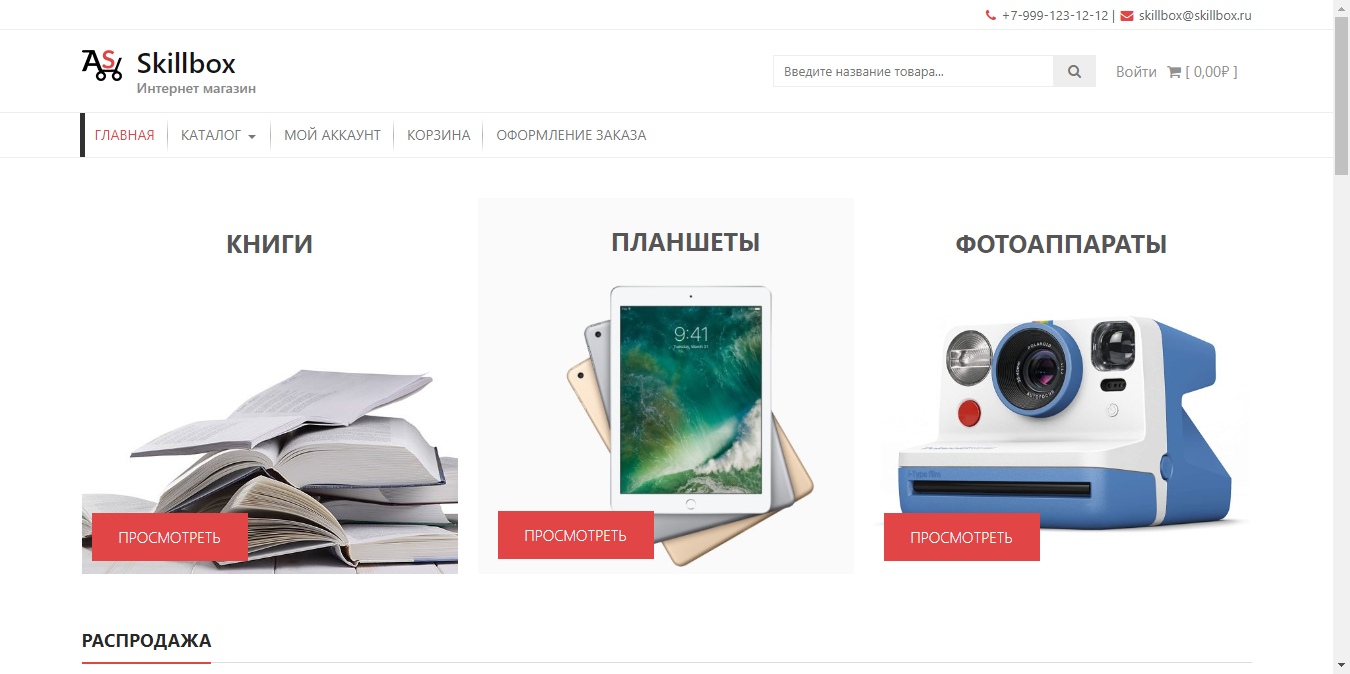 +7-999-123-12-12 | skillbox@skillbox.ru
AS
Skillbox
Интернет магазин
Введите название товара...
Войти [ 0,00₽ ]
ГЛАВНАЯ КАТАЛОГ МОЙ АККАУНТ КОРЗИНА ОФОРМЛЕНИЕ ЗАКАЗА
КНИГИ ПЛАНШЕТЫ ФОТОАППАРАТЫ
9:41
ПРОСМОТРЕТЬ ПРОСМОТРЕТЬ ПРОСМОТРЕТЬ
РАСПРОДАЖА